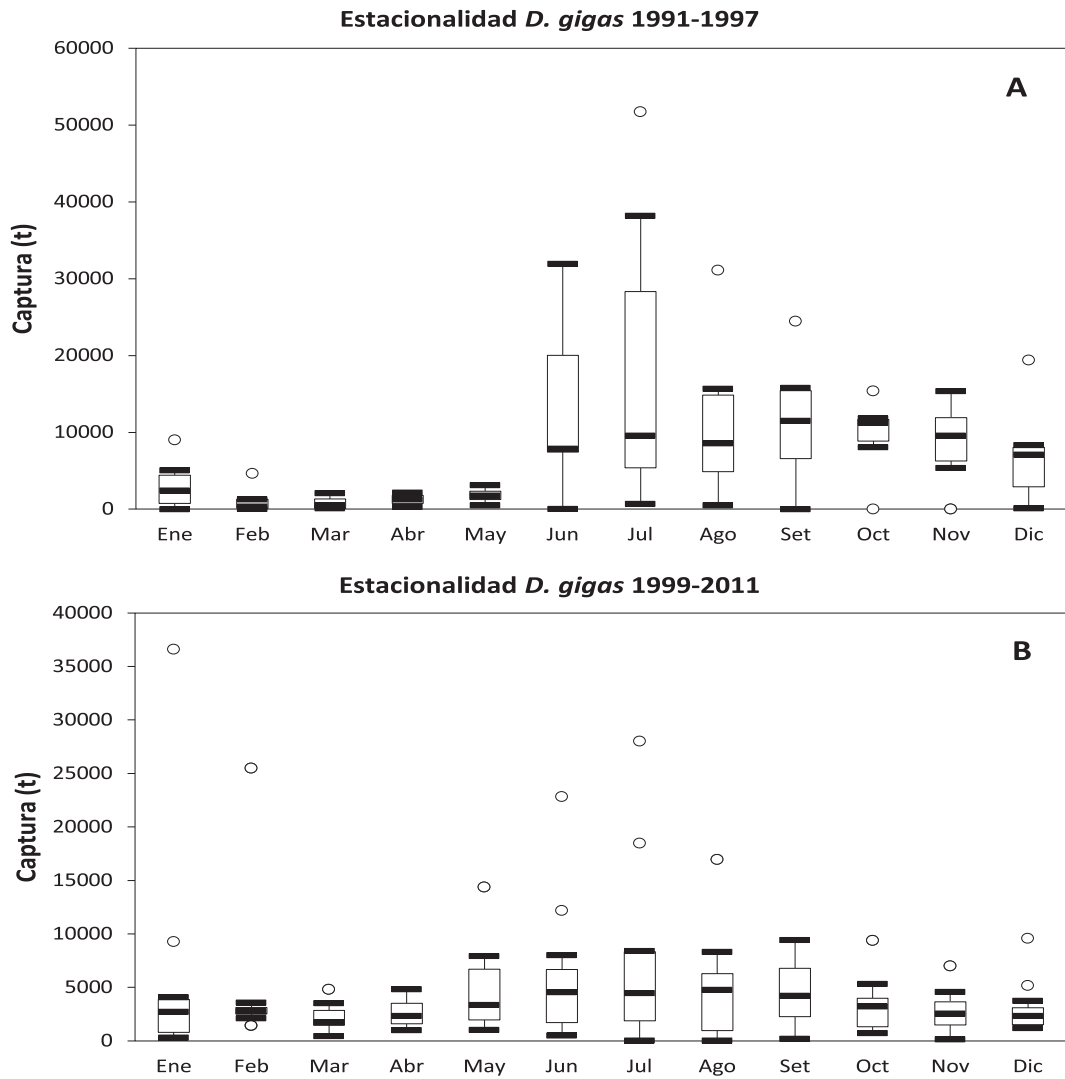 Estacionalidad D. gigas 1991-1997
A
Captura (t)
60000
50000
40000
30000
20000
10000
0
Ene Feb Mar Abr May Jun Jul Ago Set Oct Nov Dic
Estacionalidad D. gigas 1999-2011
B
Captura (t)
40000
35000
30000
25000
20000
15000
10000
5000
0
Ene Feb Mar Abr May Jun Jul Ago Set Oct Nov Dic